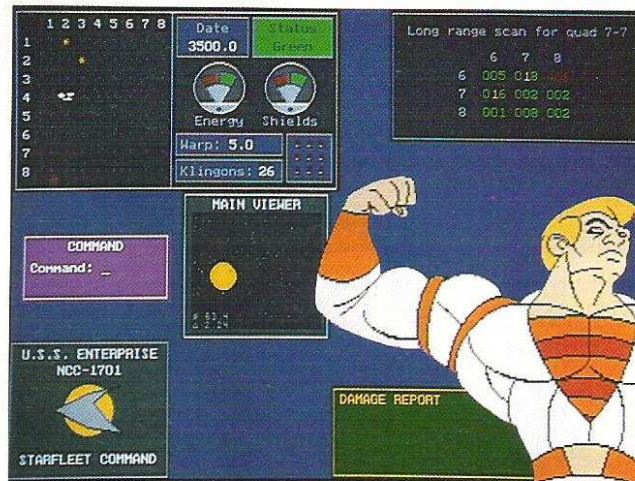 1 2 3 4 5 6 7 8
1
2
3
4
5
6
7
8
Date
3500.0
Status
Green
Energy
Shields
Warp: 5.0
Klingons: 26
Long range scan for quad 7-7
6 7 8
6 005 018
7 016 002 002
8 001 008 002
MAIN VIEWER
COMMAND
Command: _
U.S.S. ENTERPRISE
NCC-1701
STARFLEET COMMAND
DAMAGE REPORT